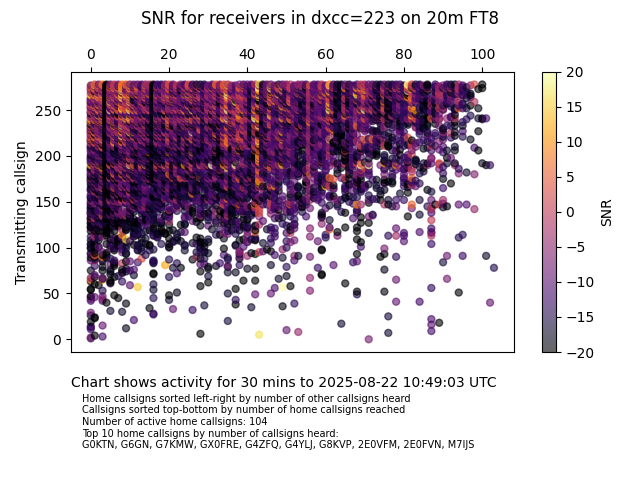 SNR for receivers in dxcc=223 on 20m FT8
0 20 40 60 80 100
250
200
150
100
50
0
Transmitting callsign
20
15
10
5
0
−5
−10
−15
−20
SNR
Chart shows activity for 30 mins to 2025-08-22 10:49:03 UTC
Home callsigns sorted left-right by number of other callsigns heard
Callsigns sorted top-bottom by number of home callsigns reached
Number of active home callsigns: 104
Top 10 home callsigns by number of callsigns heard:
G0KTN, G6GN, G7KMW, GX0FRE, G4ZFQ, G4YLJ, G8KVP, 2E0VFM, 2E0FVN, M7IJS